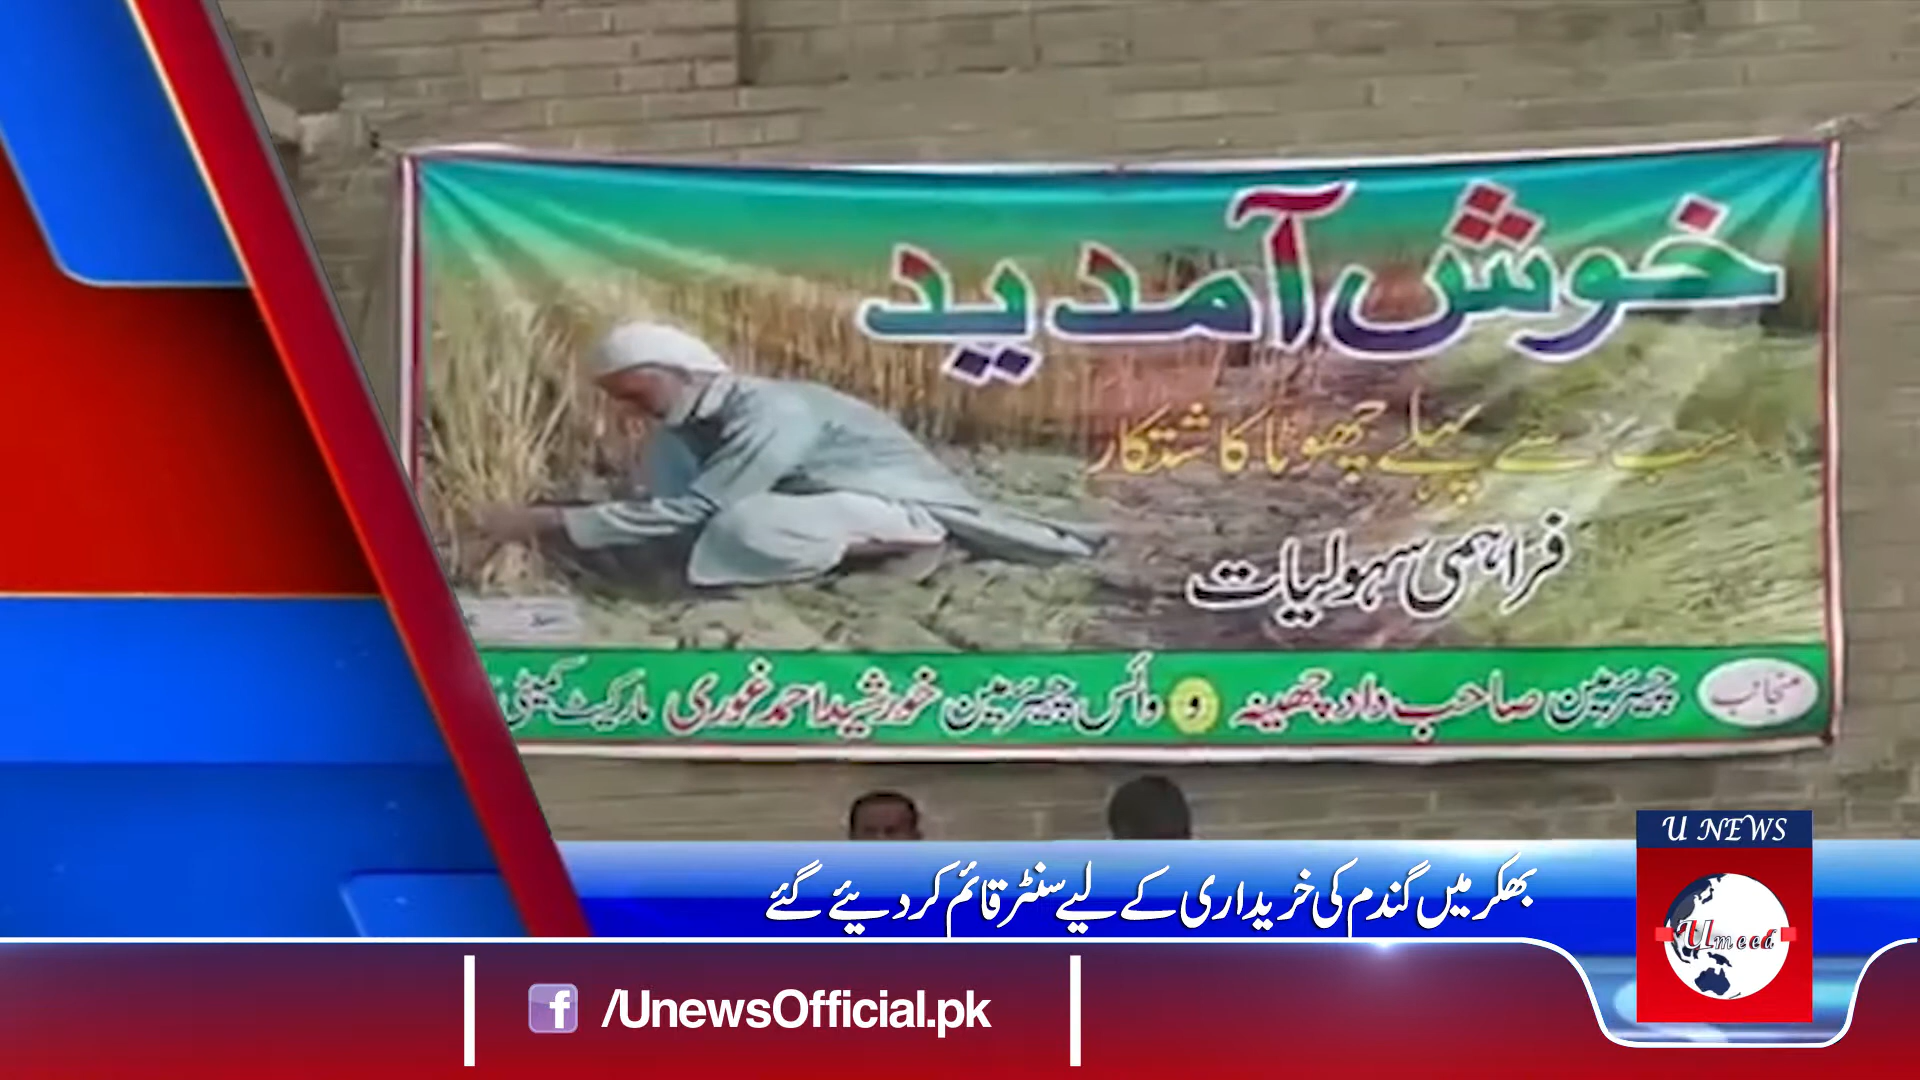 خوش آمدید
سب سے پہلے چھوٹا کاشتکار
فراہمی سہولیات
منجانب چیئرمین صاحب داد چھینہ و وائس چیئرمین خورشید احمد غوری مارکیٹ کمیٹی
U NEWS
بھکر میں گندم کی خریداری کے لیے سنٹر قائم کر دیئے گئے
Umeed
f /UnewsOfficial.pk